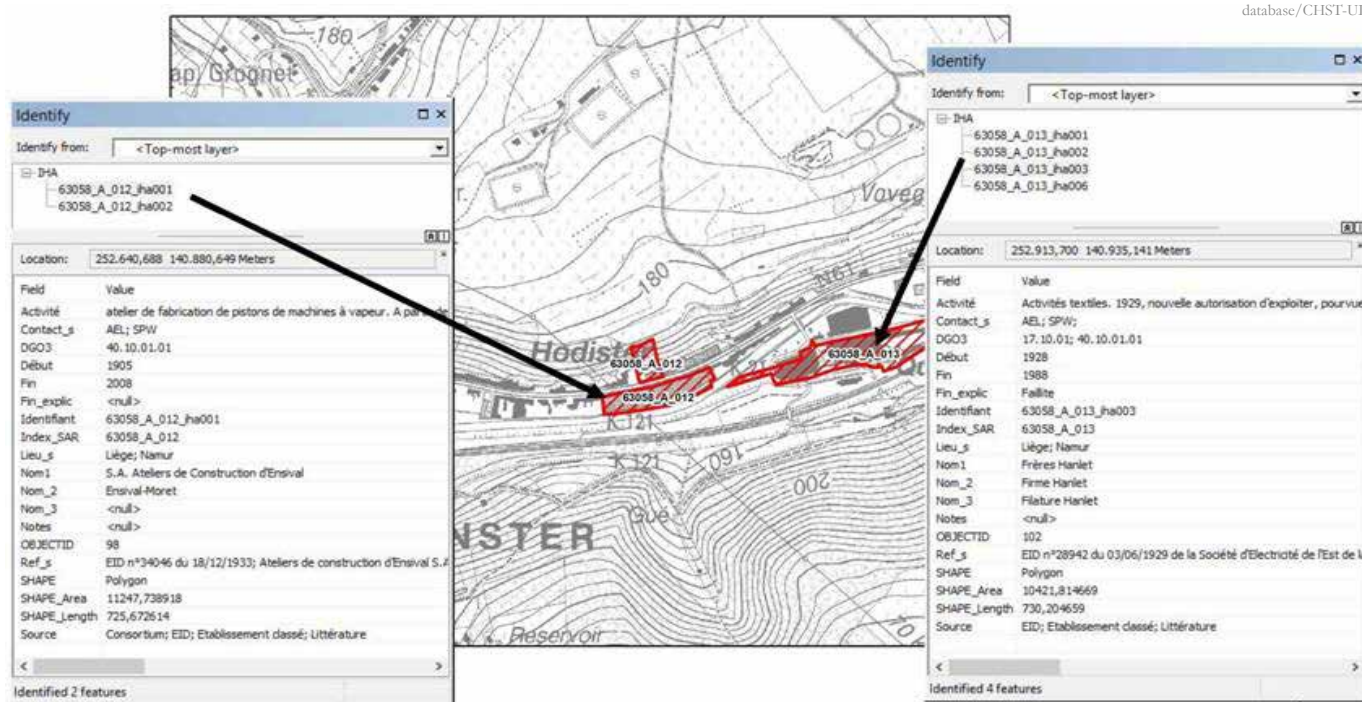 database/CHST-UL
180
Identify
Identify from: <Top-most layer>
IHA
63058_A_012_iha001
63058_A_012_iha002
Location: 252.640,688 140.880,649 Meters
Field Value
Activité atelier de fabrication de pistons de machines à vapeur. A
Contact_s AEL; SPW
DGO3 40.10.01.01
Début 1905
Fin 2008
Fin_explic <null>
Identifiant 63058_A_012_iha001
Index_SAR 63058_A_012
Lieu_s Liège; Namur
Nom1 S.A. Ateliers de Construction d'Ensival
Nom_2 Ensival-Moret
Nom_3 <null>
Notes <null>
OBJECTID 98
Ref_s EID n°34046 du 18/12/1933; Ateliers de construction d'Ensival S.A
SHAPE Polygon
SHAPE_Area 11247,738918
SHAPE_Length 725,672614
Source Consortium; EID; Etablissement classé; Littérature
Identified 2 features
180
N61
63058_A_012
63058_A_012
63058_A_013
K 121
K 121
160
200
Gué
NSTER
Reservoir
Identify
Identify from: <Top-most layer>
IHA
63058_A_013_iha001
63058_A_013_iha002
63058_A_013_iha003
63058_A_013_iha006
Location: 252.913,700 140.935,141 Meters
Field Value
Activité Activités textiles. 1929, nouvelle autorisation d'exploiter, pourvue
Contact_s AEL; SPW;
DGO3 17.10.01; 40.10.01.01
Début 1928
Fin 1988
Fin_explic Faillite
Identifiant 63058_A_013_iha003
Index_SAR 63058_A_013
Lieu_s Liège; Namur
Nom1 Frères Hanlet
Nom_2 Firme Hanlet
Nom_3 Filature Hanlet
Notes <null>
OBJECTID 102
Ref_s EID n°28942 du 03/06/1929 de la Société d'Electricité de l'Est de
SHAPE Polygon
SHAPE_Area 10421,814669
SHAPE_Length 730,204659
Source EID; Etablissement classé; Littérature
Identified 4 features